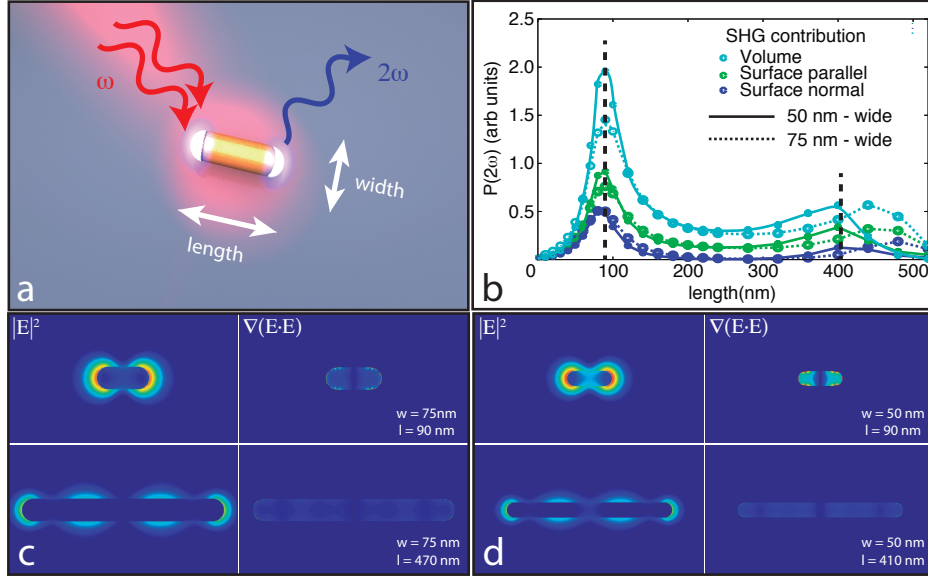 ω
2ω
width
length
a
P(2ω) (arb units)
2.5
2.0
1.5
1.0
0.5
0
100
200
300
400
500
length(nm)
SHG contribution
Volume
Surface parallel
Surface normal
50 nm - wide
75 nm - wide
b
|E|²
∇(E·E)
w = 75nm
l = 90 nm
w = 75 nm
l = 470 nm
c
|E|²
∇(E·E)
w = 50 nm
l = 90 nm
w = 50 nm
l = 410 nm
d